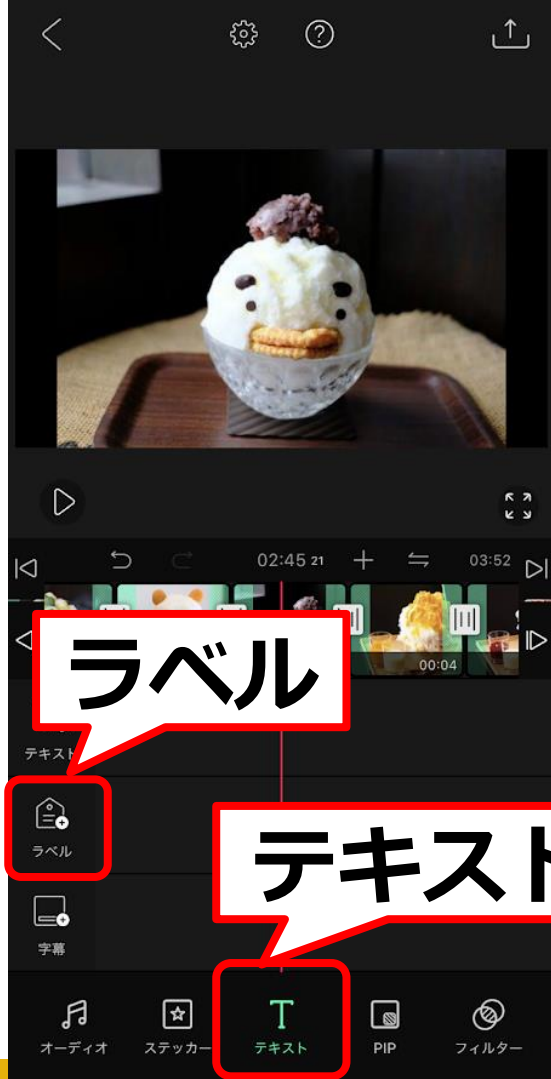 02:45 21
03:52
00:04
ラベル
テキスト
ラベル
テキスト
字幕
オーディオ
ステッカー
テキスト
PIP
フィルター